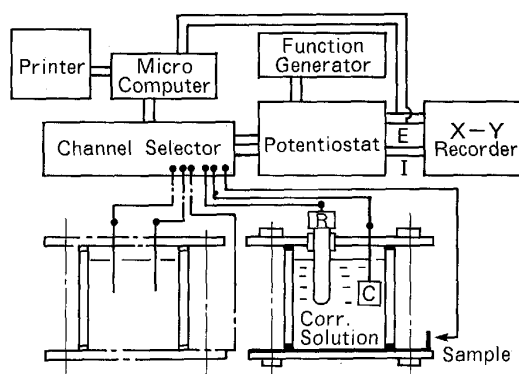 Printer
Micro
Computer
Function
Generator
Channel Selector
Potentiostat
E
I
X-Y
Recorder
R
C
Corr.
Solution
Sample